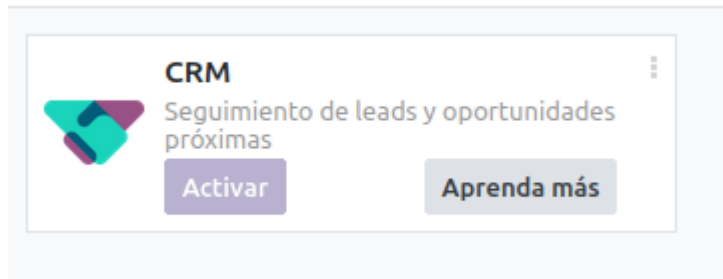 CRM
Seguimiento de leads y oportunidades
próximas
Activar
Aprenda más